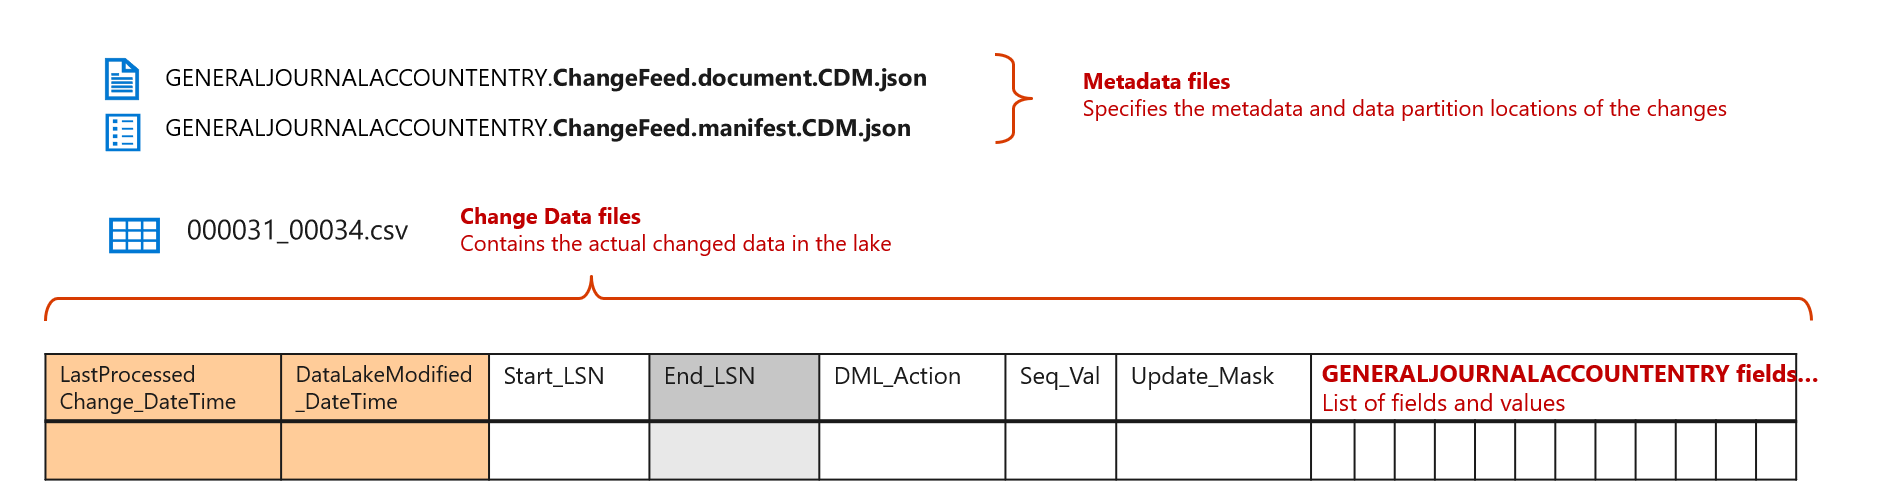 GENERALJOURNALACCOUNTENTRY.ChangeFeed.document.CDM.json
GENERALJOURNALACCOUNTENTRY.ChangeFeed.manifest.CDM.json
Metadata files
Specifies the metadata and data partition locations of the changes
000031_00034.csv
Change Data files
Contains the actual changed data in the lake
LastProcessed
Change_DateTime
DataLakeModified
_DateTime
Start_LSN
End_LSN
DML_Action
Seq_Val
Update_Mask
GENERALJOURNALACCOUNTENTRY fields...
List of fields and values